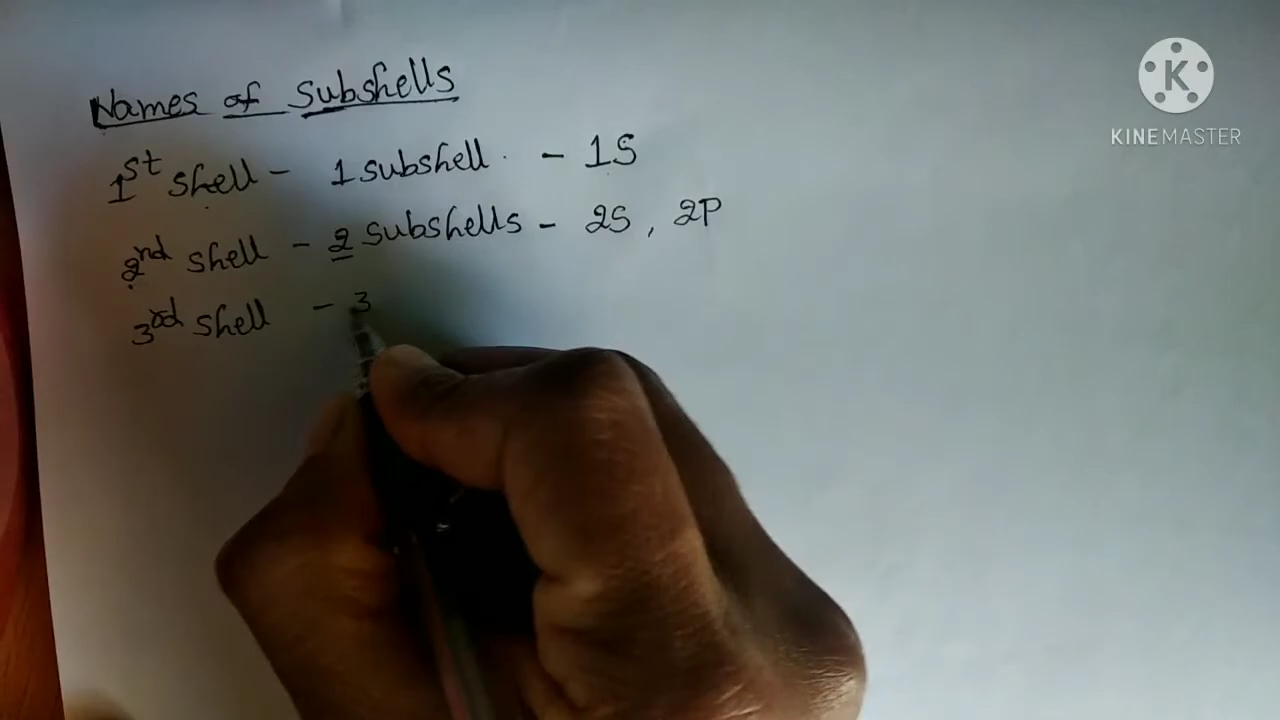 Names of Subshells
1st shell - 1 subshell - 1S
2nd shell - 2 subshells - 2S, 2P
3rd shell - 3
K
KINEMASTER